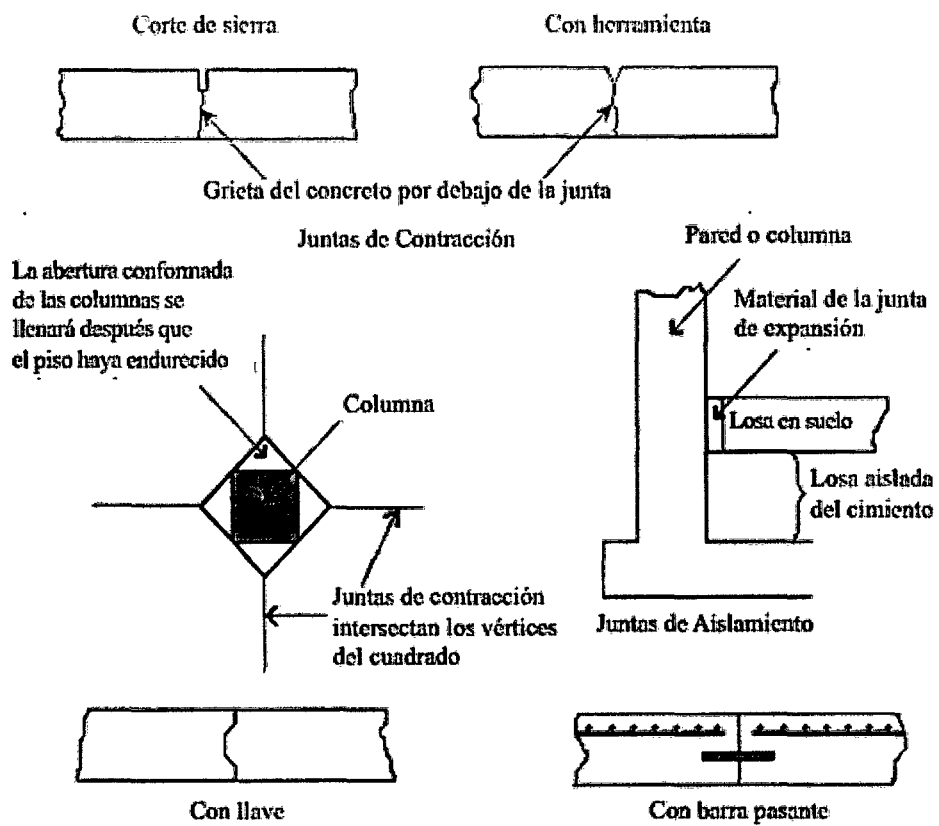 Corte de sierra
Con herramienta
Grieta del concreto por debajo de la junta
Juntas de Contracción
La abertura conformada
de las columnas se
llenará después que
el piso haya endurecido
Columna
Juntas de contracción
intersectan los vértices
del cuadrado
Pared o columna
Material de la junta
de expansión
Losa en suelo
Losa aislada
del cimiento
Juntas de Aislamiento
Con llave
Con barra pasante